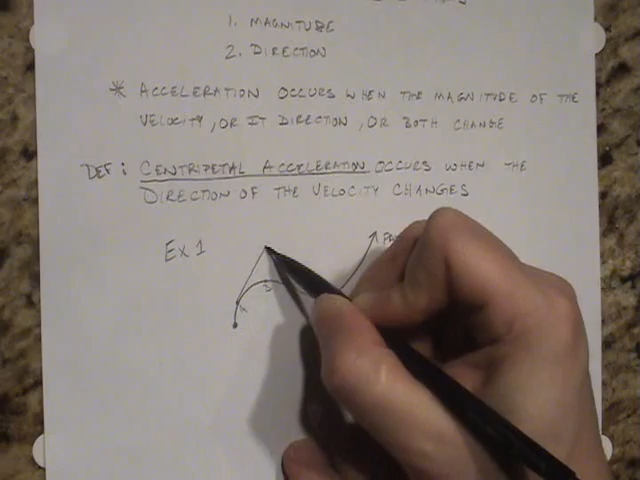 1. MAGNITUDE
2. DIRECTION
* ACCELERATION OCCURS WHEN THE MAGNITUDE OF THE
VELOCITY, OR IT DIRECTION, OR BOTH CHANGE
DEF: CENTRIPETAL ACCELERATION OCCURS WHEN THE
DIRECTION OF THE VELOCITY CHANGES
EX 1